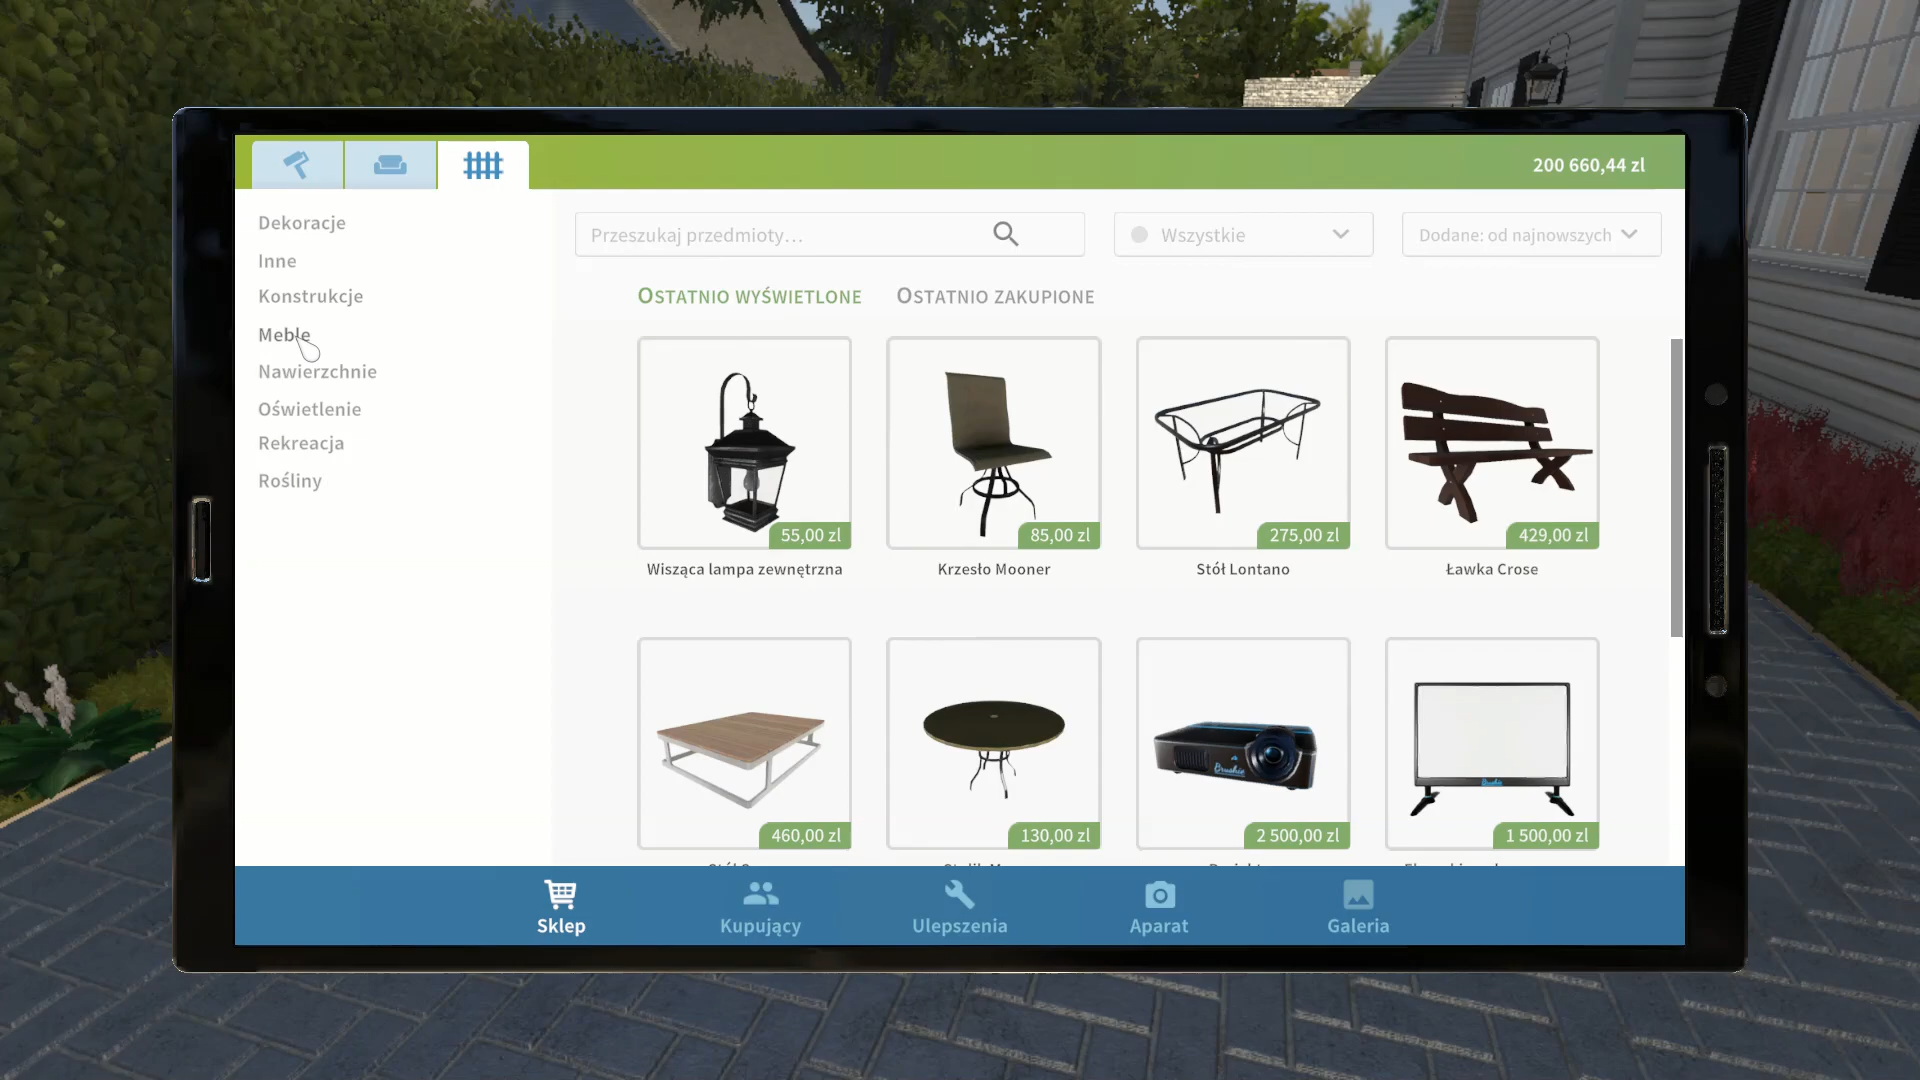 200 660,44 zl
Dekoracje
Inne
Konstrukcje
Meble
Nawierzchnie
Oświetlenie
Rekreacja
Rośliny
Przeszukaj przedmioty...
Wszystkie
Dodane: od najnowszych
OSTATNIO WYŚWIETLONE
OSTATNIO ZAKUPIONE
55,00 zl
85,00 zl
275,00 zl
429,00 zl
Wisząca lampa zewnętrzna
Krzesło Mooner
Stół Lontano
Ławka Crose
Brushie
Brushie
460,00 zl
130,00 zl
2 500,00 zl
1 500,00 zl
Sklep
Kupujący
Ulepszenia
Aparat
Galeria